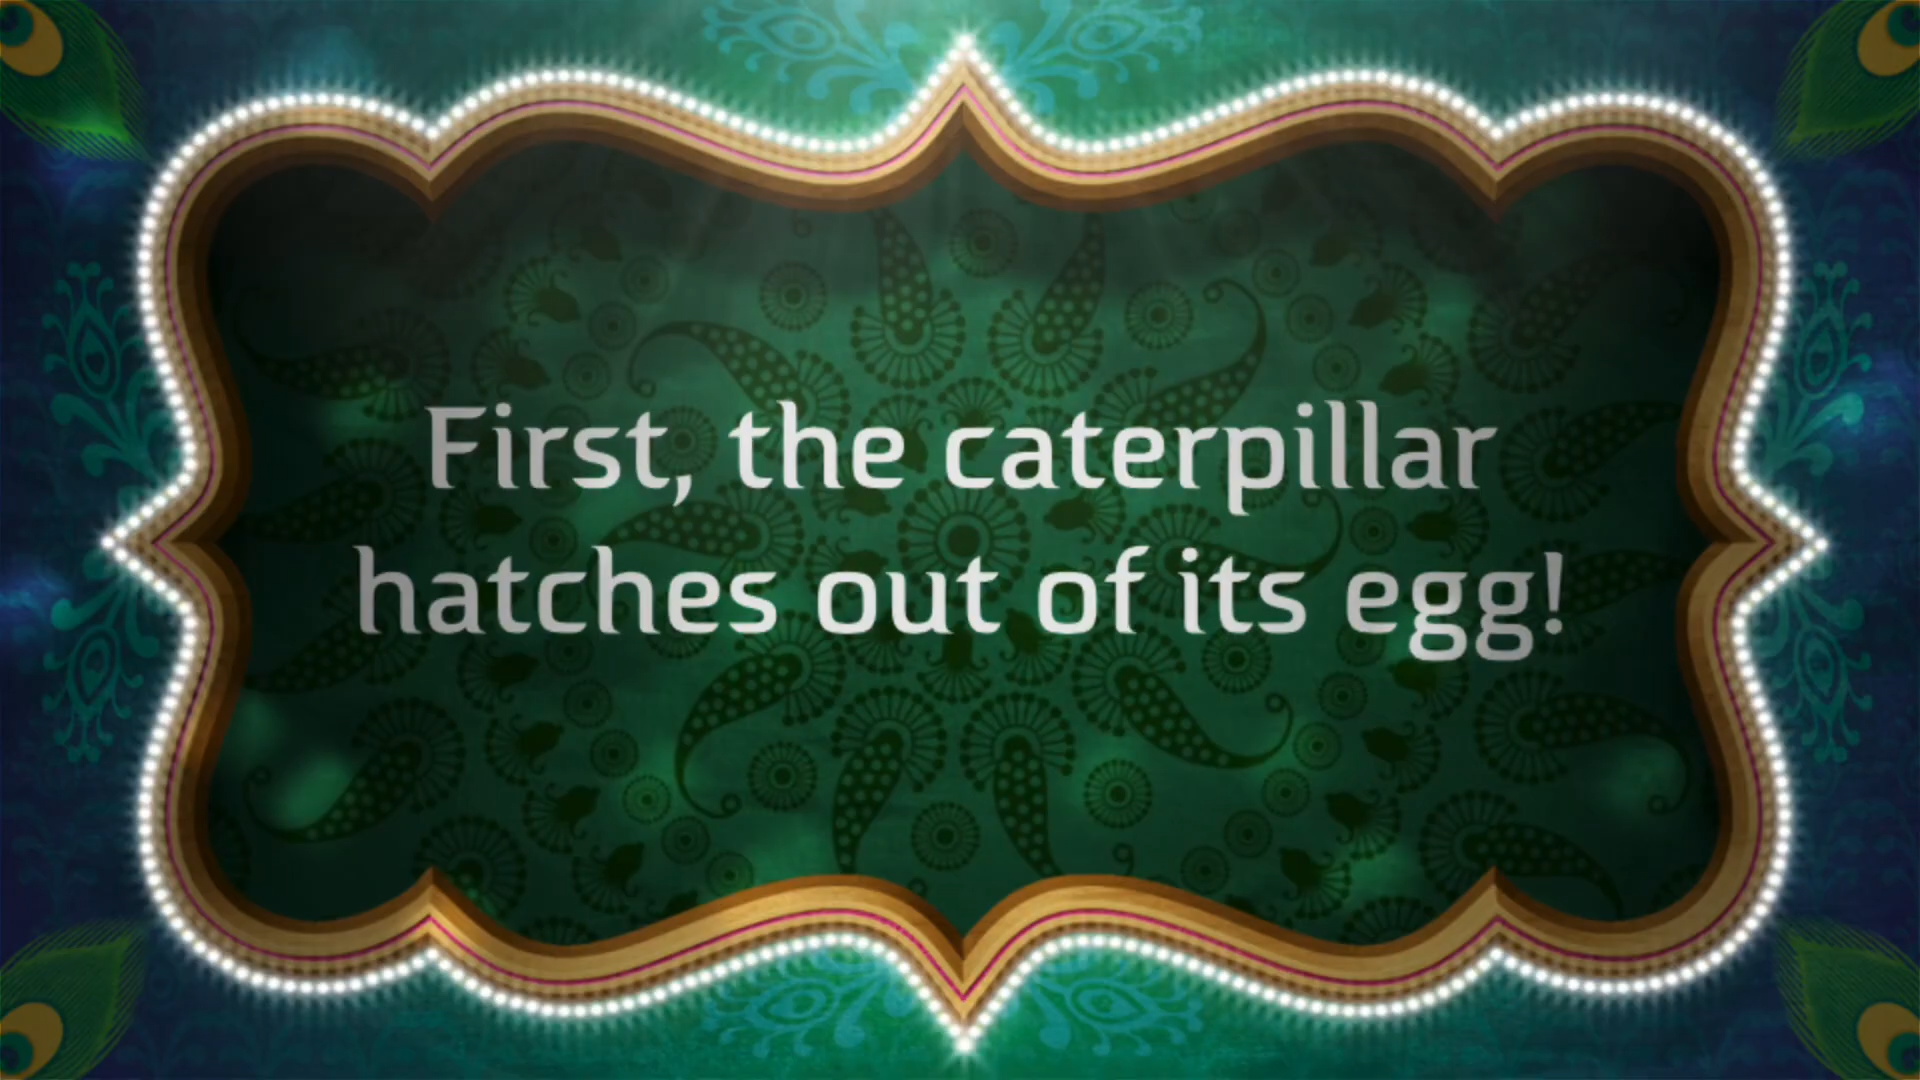 First, the caterpillar
hatches out of its egg!